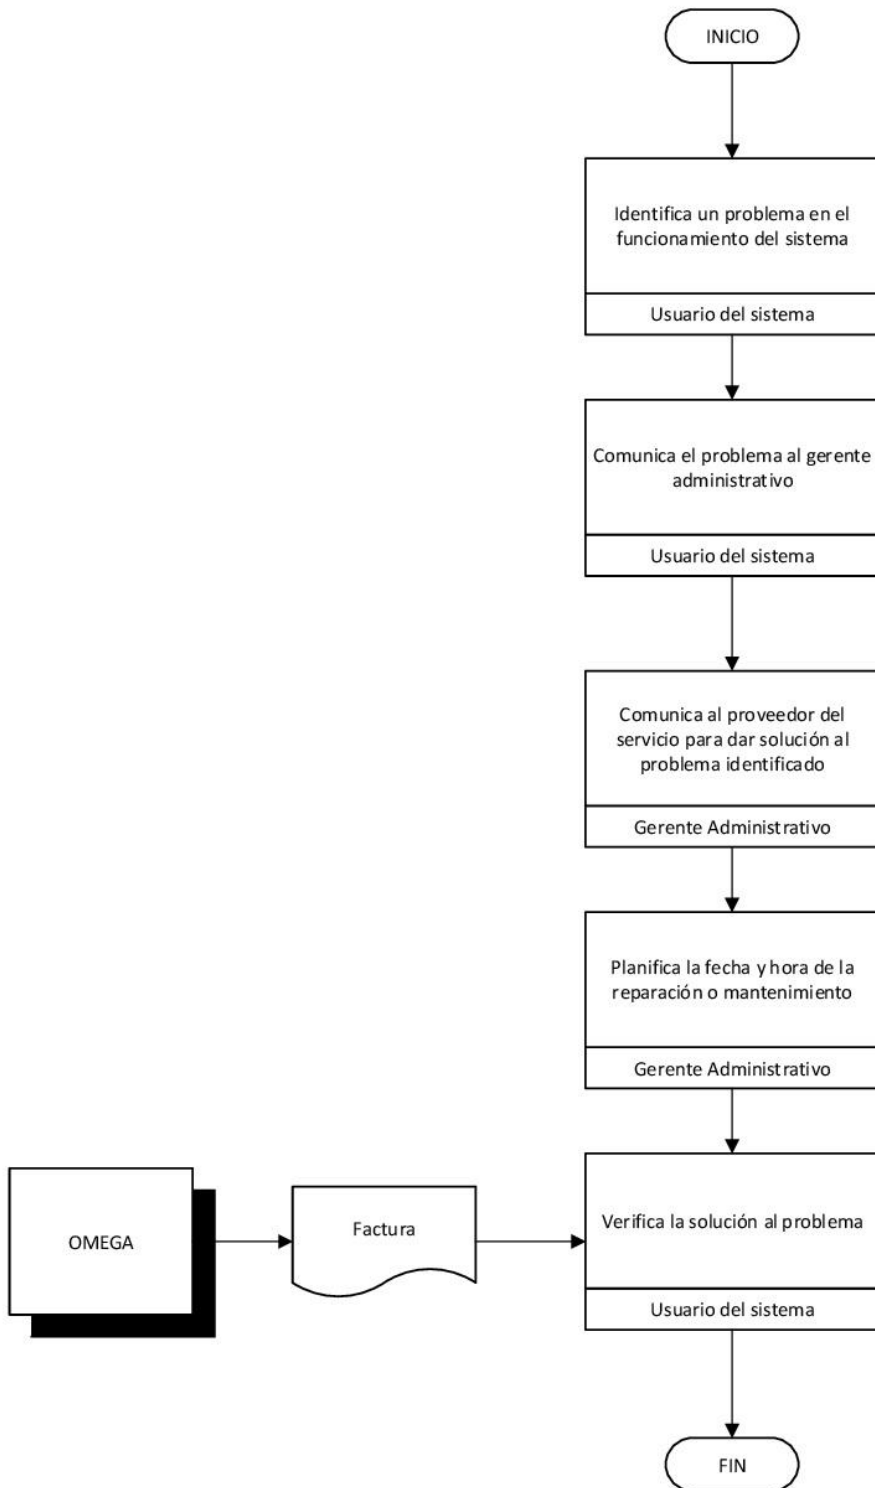 INICIO
Identifica un problema en el
funcionamiento del sistema
Usuario del sistema
Comunica el problema al gerente
administrativo
Usuario del sistema
Comunica al proveedor del
servicio para dar solución al
problema identificado
Gerente Administrativo
Planifica la fecha y hora de la
reparación o mantenimiento
Gerente Administrativo
OMEGA
Factura
Verifica la solución al problema
Usuario del sistema
FIN